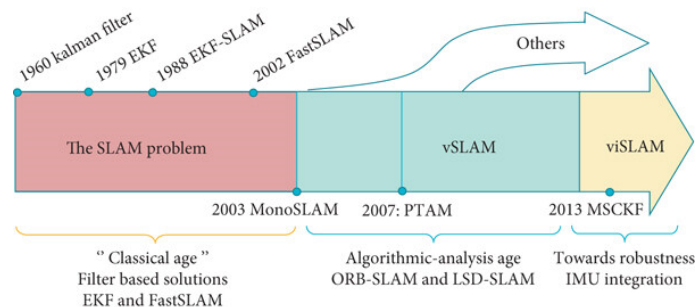 1960 kalman filter
1979 EKF
1988 EKF-SLAM
2002 FastSLAM
Others
The SLAM problem
vSLAM
viSLAM
2003 MonoSLAM
2007: PTAM
2013 MSCKF
“ Classical age ”
Filter based solutions
EKF and FastSLAM
Algorithmic-analysis age
ORB-SLAM and LSD-SLAM
Towards robustness
IMU integration